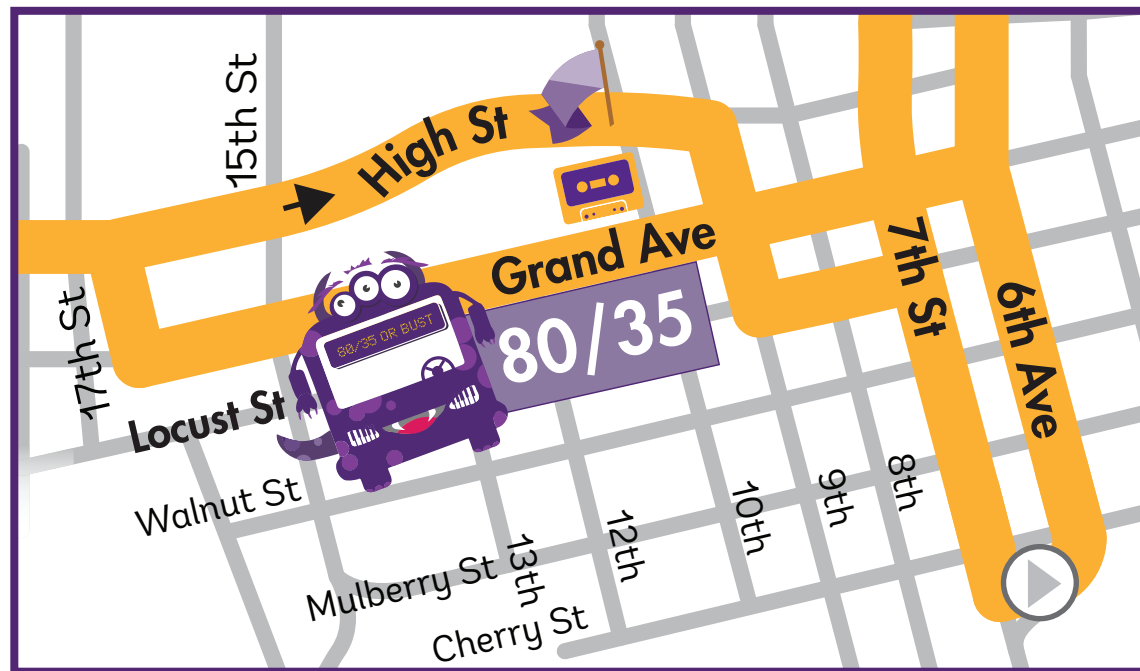 15th St
High St
Grand Ave
7th St
6th Ave
17th St
80/35 OR BUST
80/35
Locust St
Walnut St
Mulberry St
Cherry St
13th
12th
10th
9th
8th